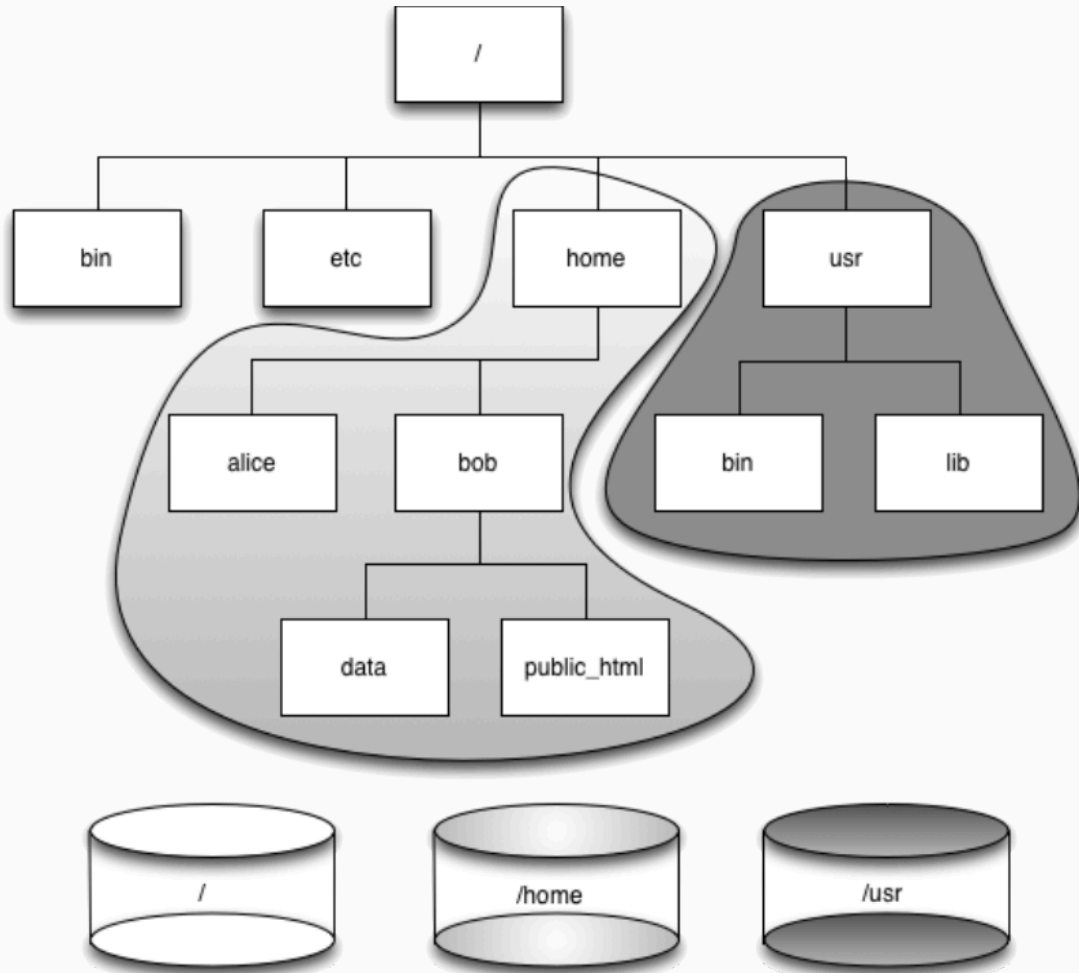 /
bin
etc
home
usr
alice
bob
bin
lib
data
public_html
/
/home
/usr